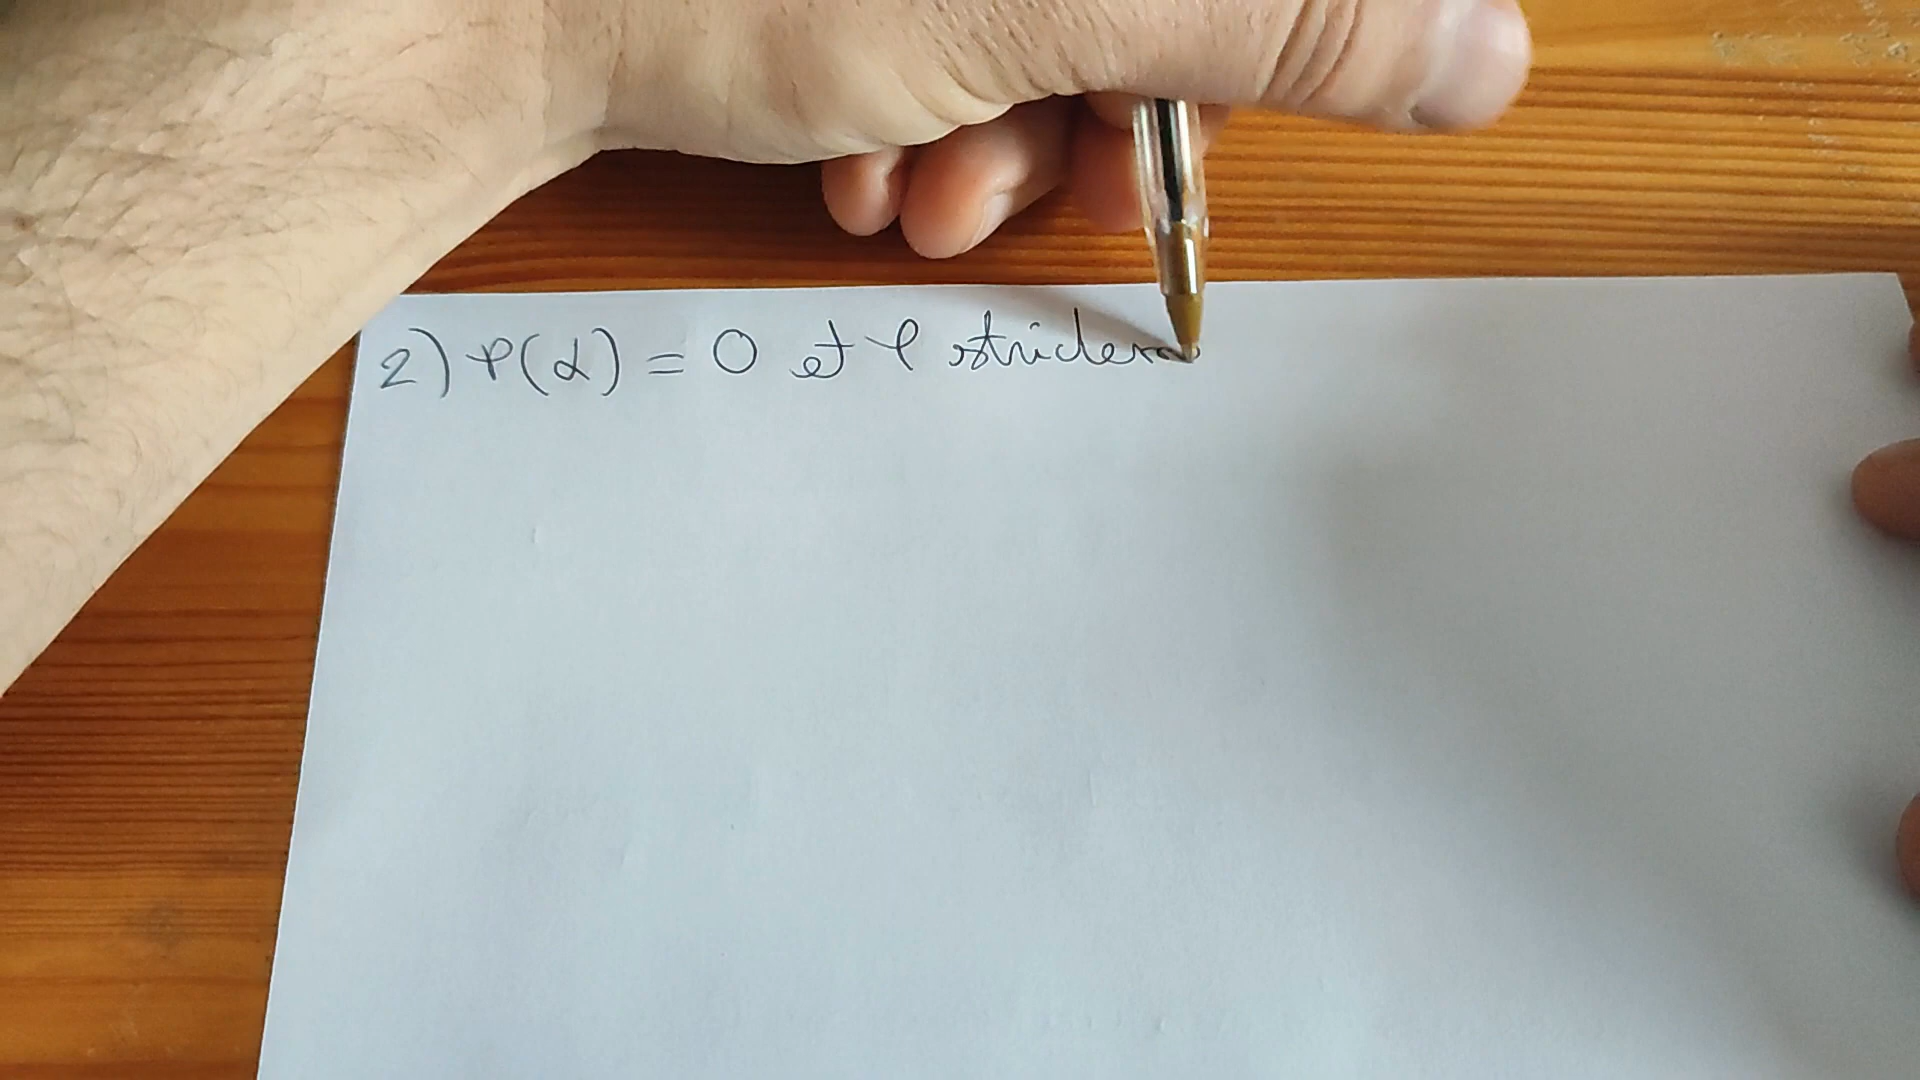 2) φ(α) = 0 et φ strictem